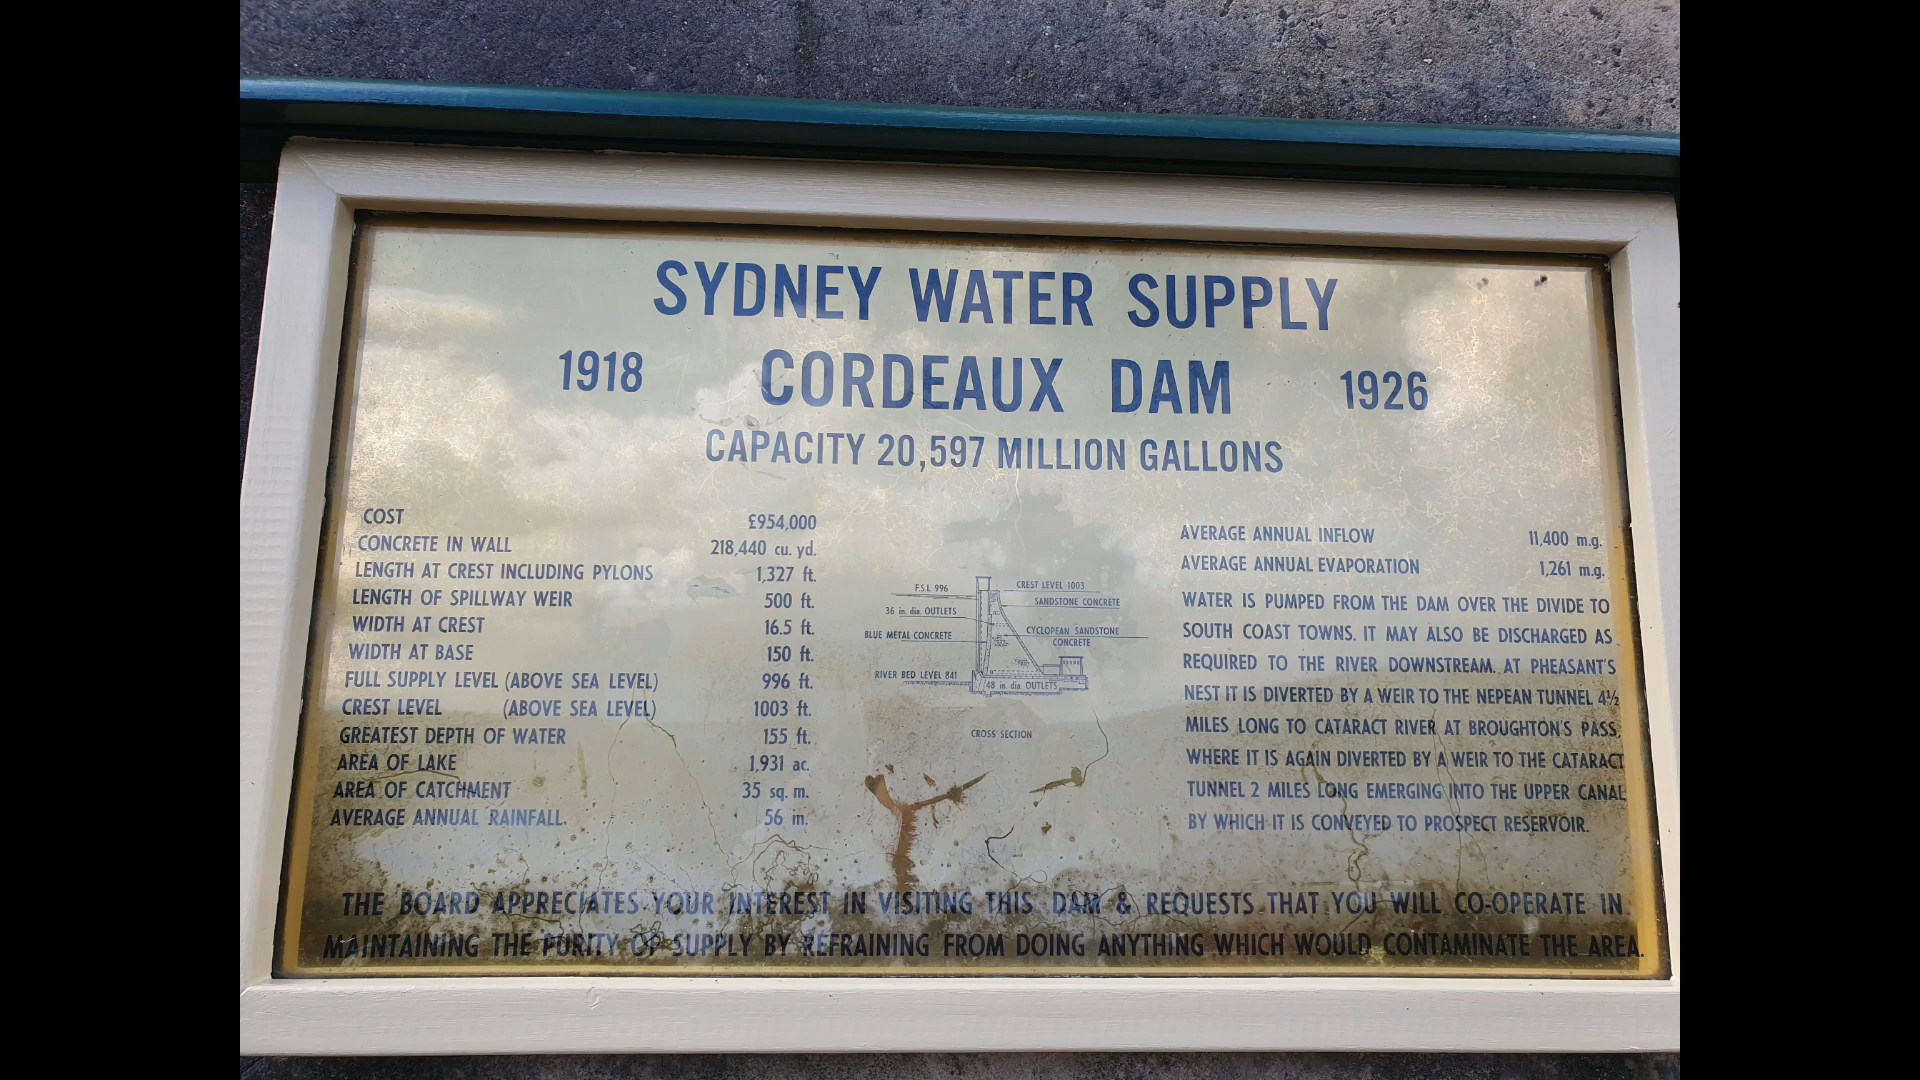 SYDNEY WATER SUPPLY
1918 CORDEAUX DAM 1926
CAPACITY 20,597 MILLION GALLONS
COST £954,000
CONCRETE IN WALL 218,440 cu. yd.
LENGTH AT CREST INCLUDING PYLONS 1,327 ft.
LENGTH OF SPILLWAY WEIR 500 ft.
WIDTH AT CREST 16.5 ft.
WIDTH AT BASE 150 ft.
FULL SUPPLY LEVEL (ABOVE SEA LEVEL) 996 ft.
CREST LEVEL (ABOVE SEA LEVEL) 1003 ft.
GREATEST DEPTH OF WATER 155 ft.
AREA OF LAKE 1,931 ac.
AREA OF CATCHMENT 35 sq. m.
AVERAGE ANNUAL RAINFALL 56 in.
F.S.L. 996
CREST LEVEL 1003
SANDSTONE CONCRETE
36 in. dia. OUTLETS
BLUE METAL CONCRETE
CYCLOPEAN SANDSTONE
CONCRETE
RIVER BED LEVEL 841
48 in. dia. OUTLETS
CROSS SECTION
AVERAGE ANNUAL INFLOW 11,400 m.g.
AVERAGE ANNUAL EVAPORATION 1,261 m.g.
WATER IS PUMPED FROM THE DAM OVER THE DIVIDE TO
SOUTH COAST TOWNS. IT MAY ALSO BE DISCHARGED AS
REQUIRED TO THE RIVER DOWNSTREAM. AT PHEASANT'S
NEST IT IS DIVERTED BY A WEIR TO THE NEPEAN TUNNEL 4½
MILES LONG TO CATARACT RIVER AT BROUGHTON'S PASS,
WHERE IT IS AGAIN DIVERTED BY A WEIR TO THE CATARACT
TUNNEL 2 MILES LONG EMERGING INTO THE UPPER CANAL
BY WHICH IT IS CONVEYED TO PROSPECT RESERVOIR.
THE BOARD APPRECIATES YOUR INTEREST IN VISITING THIS DAM & REQUESTS THAT YOU WILL CO-OPERATE IN
MAINTAINING THE PURITY OF SUPPLY BY REFRAINING FROM DOING ANYTHING WHICH WOULD CONTAMINATE THE AREA.